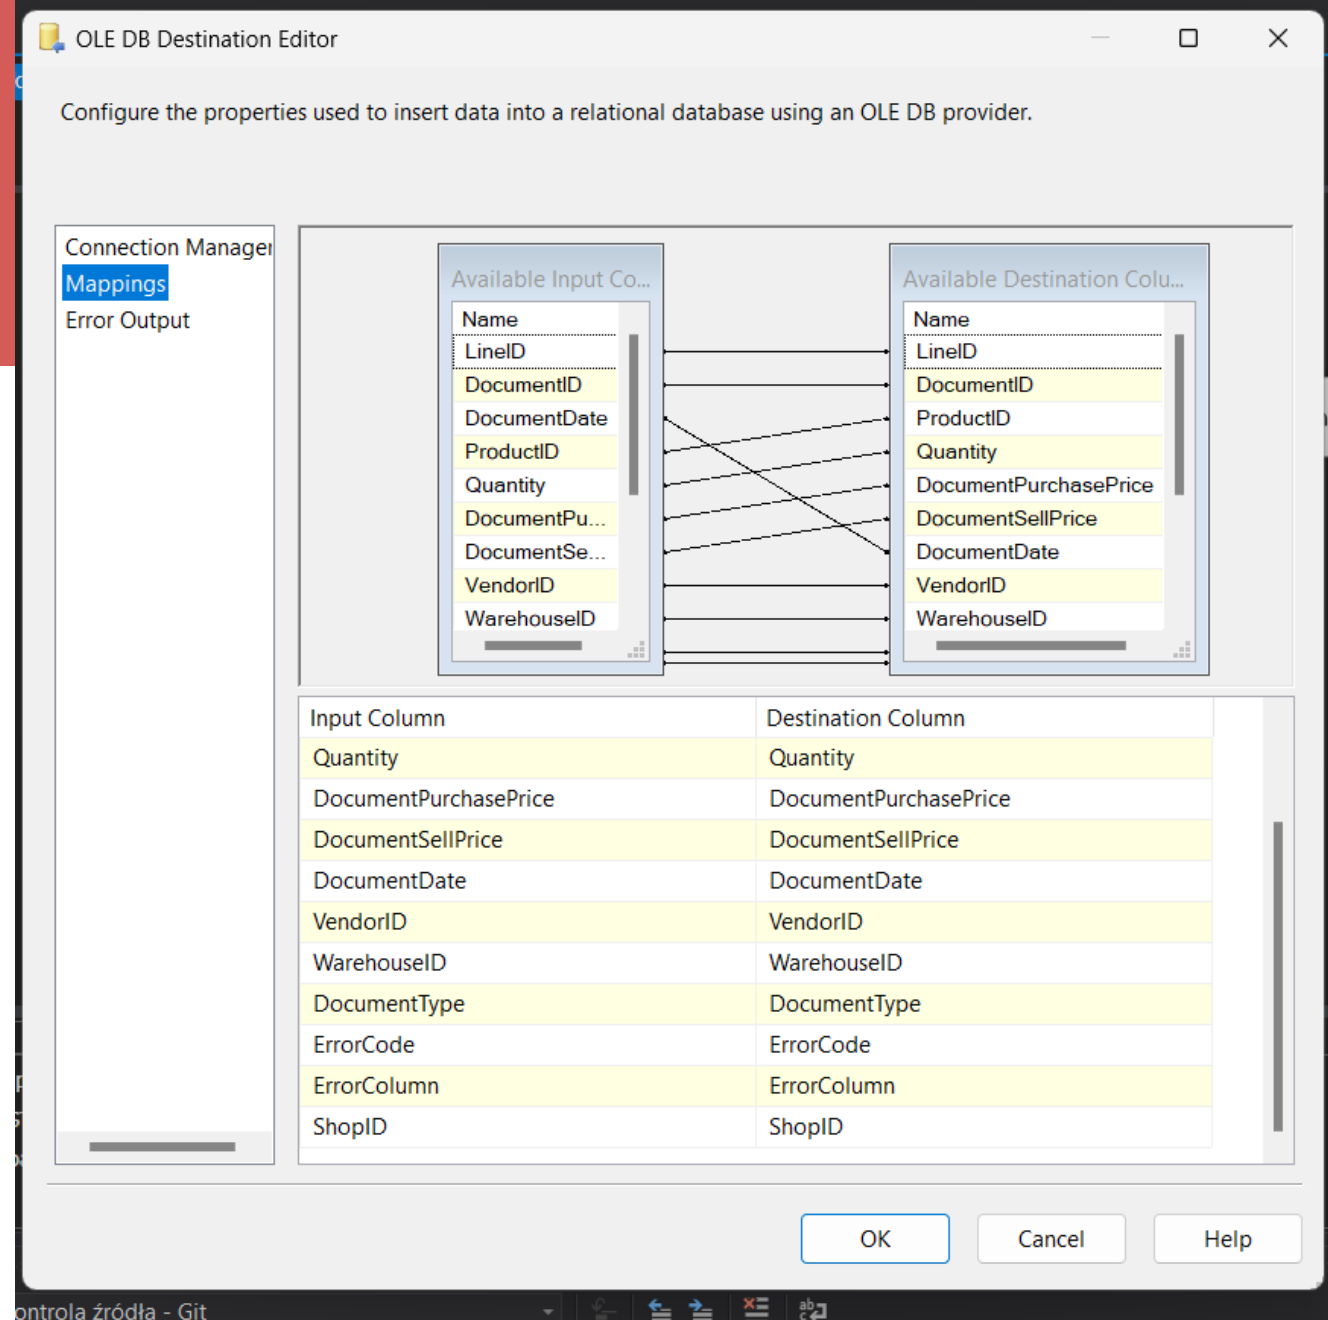 OLE DB Destination Editor
Configure the properties used to insert data into a relational database using an OLE DB provider.
Connection Manager
Mappings
Error Output
Available Input Co...
Name
LineID
DocumentID
DocumentDate
ProductID
Quantity
DocumentPu...
DocumentSe...
VendorID
WarehouseID
Available Destination Colu...
Name
LineID
DocumentID
ProductID
Quantity
DocumentPurchasePrice
DocumentSellPrice
DocumentDate
VendorID
WarehouseID
Input Column Destination Column
Quantity Quantity
DocumentPurchasePrice DocumentPurchasePrice
DocumentSellPrice DocumentSellPrice
DocumentDate DocumentDate
VendorID VendorID
WarehouseID WarehouseID
DocumentType DocumentType
ErrorCode ErrorCode
ErrorColumn ErrorColumn
ShopID ShopID
OK Cancel Help
ontrola źródła - Git